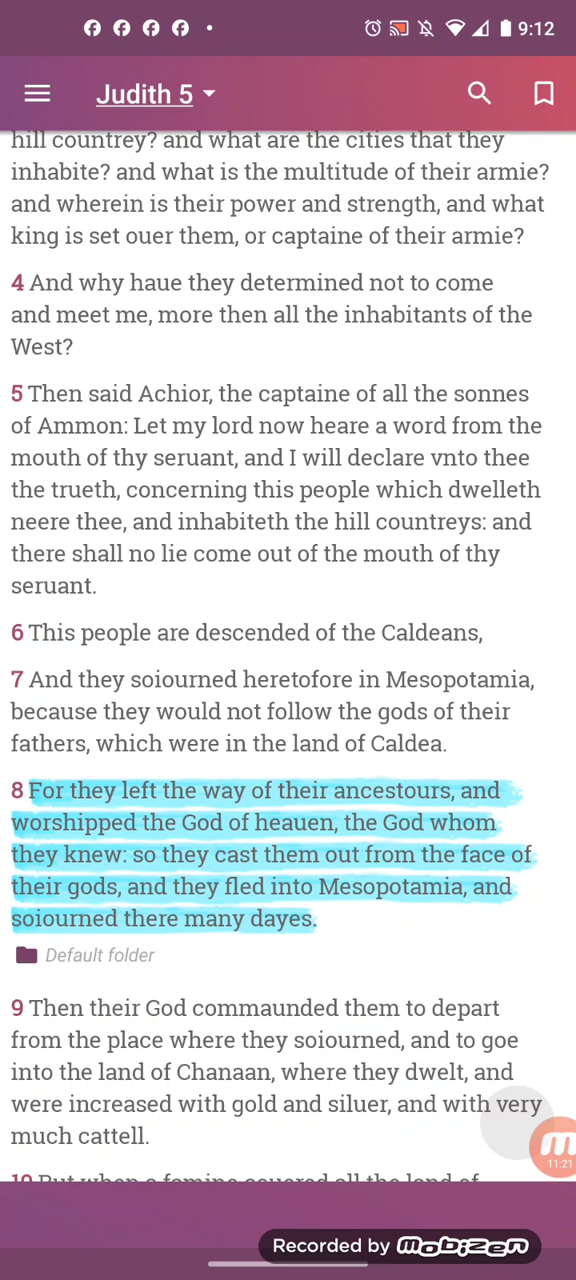 9:12
Judith 5
hill countrey? and what are the cities that they
inhabite? and what is the multitude of their armie?
and wherein is their power and strength, and what
king is set ouer them, or captaine of their armie?
4 And why haue they determined not to come
and meet me, more then all the inhabitants of the
West?
5 Then said Achior, the captaine of all the sonnes
of Ammon: Let my lord now heare a word from the
mouth of thy seruant, and I will declare vnto thee
the trueth, concerning this people which dwelleth
neere thee, and inhabiteth the hill countreys: and
there shall no lie come out of the mouth of thy
seruant.
6 This people are descended of the Caldeans,
7 And they soiourned heretofore in Mesopotamia,
because they would not follow the gods of their
fathers, which were in the land of Caldea.
8 For they left the way of their ancestours, and
worshipped the God of heauen, the God whom
they knew: so they cast them out from the face of
their gods, and they fled into Mesopotamia, and
soiourned there many dayes.
Default folder
9 Then their God commaunded them to depart
from the place where they soiourned, and to goe
into the land of Chanaan, where they dwelt, and
were increased with gold and siluer, and with very
much cattell.
11:21
10 But when a famine couered all the land of
Recorded by mobizen